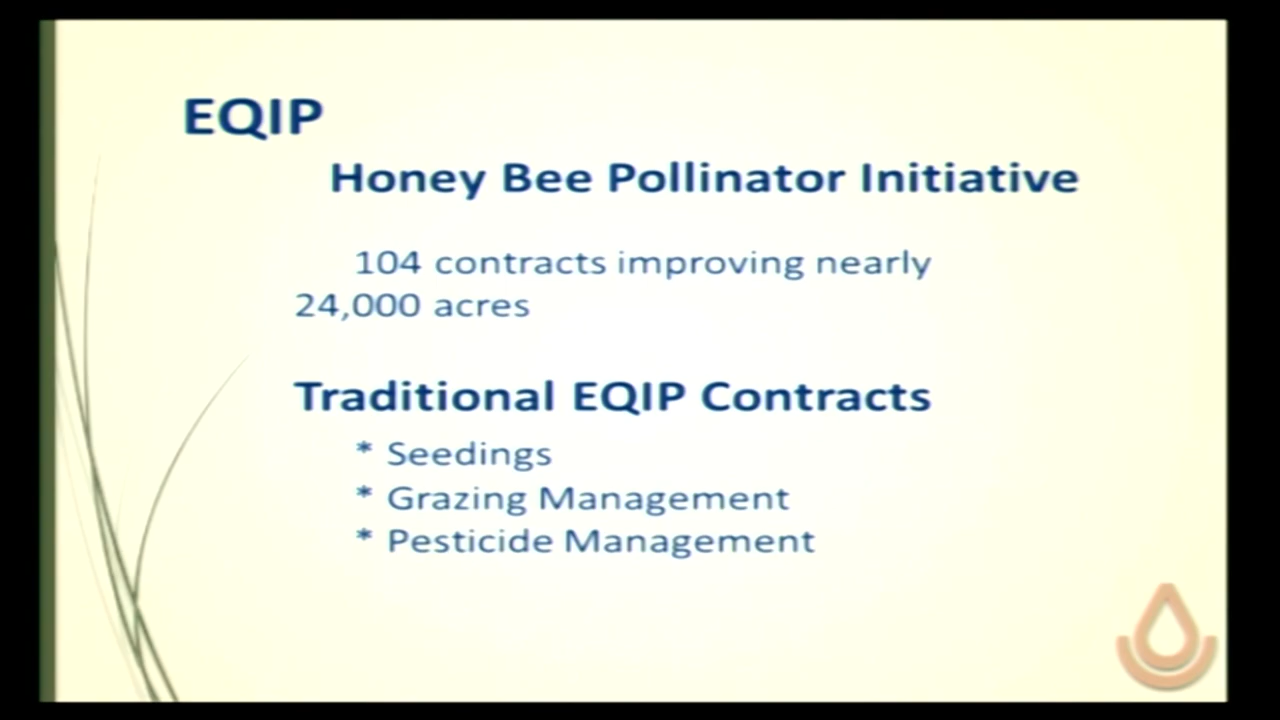 EQIP
Honey Bee Pollinator Initiative
104 contracts improving nearly
24,000 acres
Traditional EQIP Contracts
* Seedings
* Grazing Management
* Pesticide Management